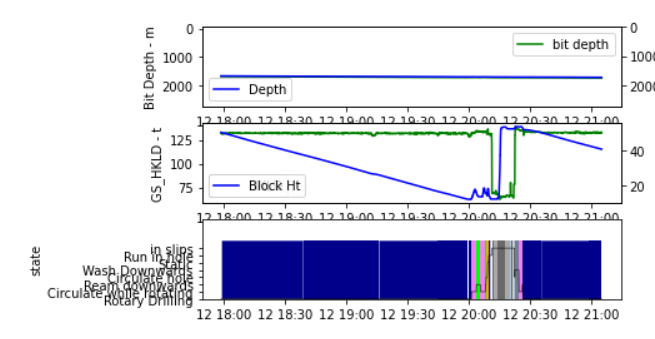 0
1000
2000
Bit Depth - m
bit depth
Depth
0
1000
2000
12 18:00 12 18:30 12 19:00 12 19:30 12 20:00 12 20:30 12 21:00
125
100
75
GS_HKLD - t
Block Ht
40
20
12 18:00 12 18:30 12 19:00 12 19:30 12 20:00 12 20:30 12 21:00
state
in slips
Run in hole
Static
Wash Downwards
Circulate hole
Ream downwards
Circulate while rotating
Rotary Drilling
12 18:00 12 18:30 12 19:00 12 19:30 12 20:00 12 20:30 12 21:00